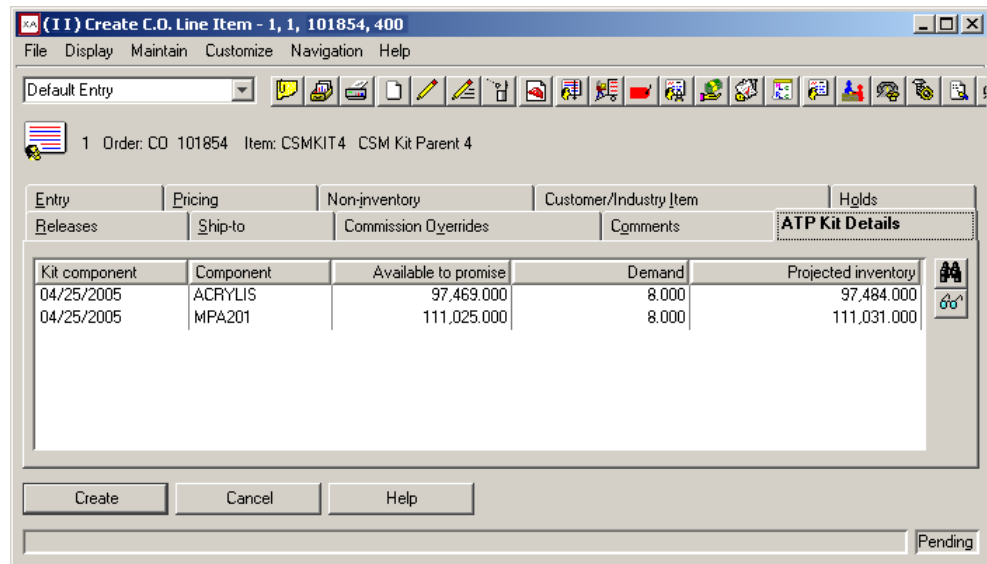 XA (I I) Create C.O. Line Item - 1, 1, 101854, 400
File Display Maintain Customize Navigation Help
Default Entry
1 Order: CO 101854 Item: CSMKIT4 CSM Kit Parent 4
Entry Pricing Non-inventory Customer/Industry Item Holds
Releases Ship-to Commission Overrides Comments ATP Kit Details
Kit component Component Available to promise Demand Projected inventory
04/25/2005 ACRYLIS 97,469.000 8.000 97,484.000
04/25/2005 MPA201 111,025.000 8.000 111,031.000
Create Cancel Help
Pending